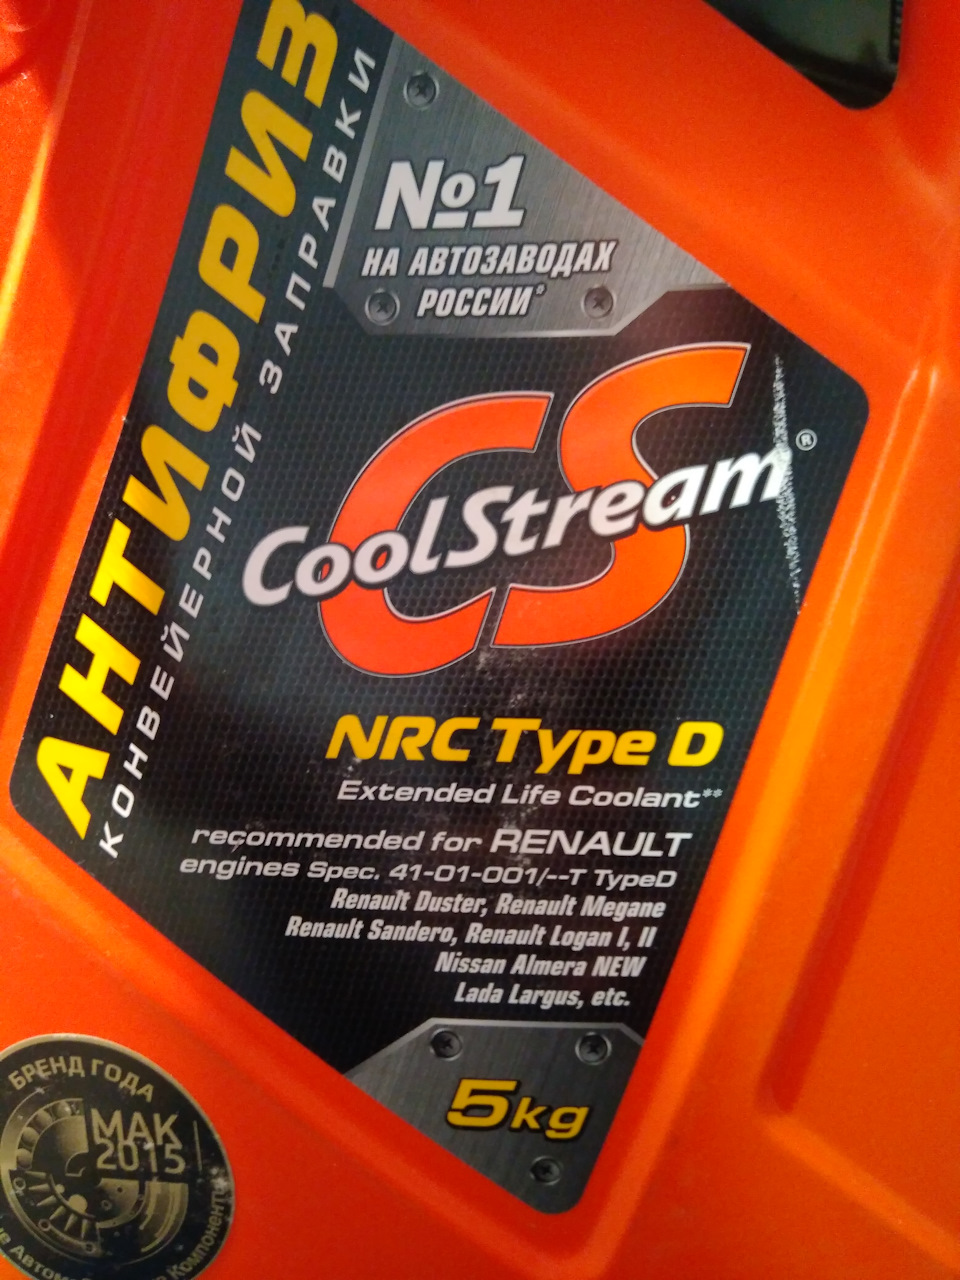 АНТИФРИЗ
КОНВЕЙЕРНОЙ ЗАПРАВКИ
№1
НА АВТОЗАВОДАХ
РОССИИ*
CS
CoolStream®
NRC Type D
Extended Life Coolant**
recommended for RENAULT
engines Spec. 41-01-001/--T TypeD
Renault Duster, Renault Megane
Renault Sandero, Renault Logan I, II
Nissan Almera NEW
Lada Largus, etc.
5kg
БРЕНД ГОДА
МАК
2015